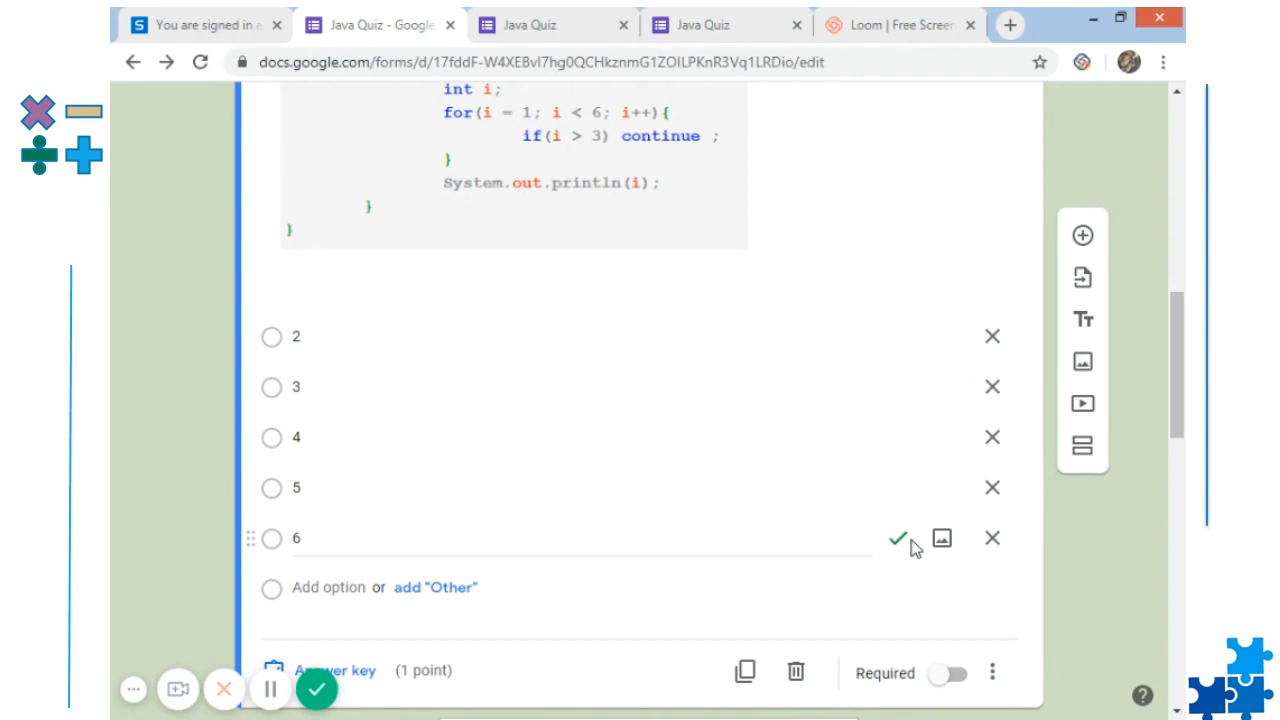 You are signed in a
Java Quiz - Google
Java Quiz
Java Quiz
Loom | Free Screen
docs.google.com/forms/d/17fddF-W4XEBvI7hg0QCHkznmG1ZOILPKnR3Vq1LRDio/edit
int i;
for(i = 1; i < 6; i++){
if(i > 3) continue ;
}
System.out.println(i);
}
}
2
3
4
5
6
Add option or add "Other"
Answer key (1 point)
Required